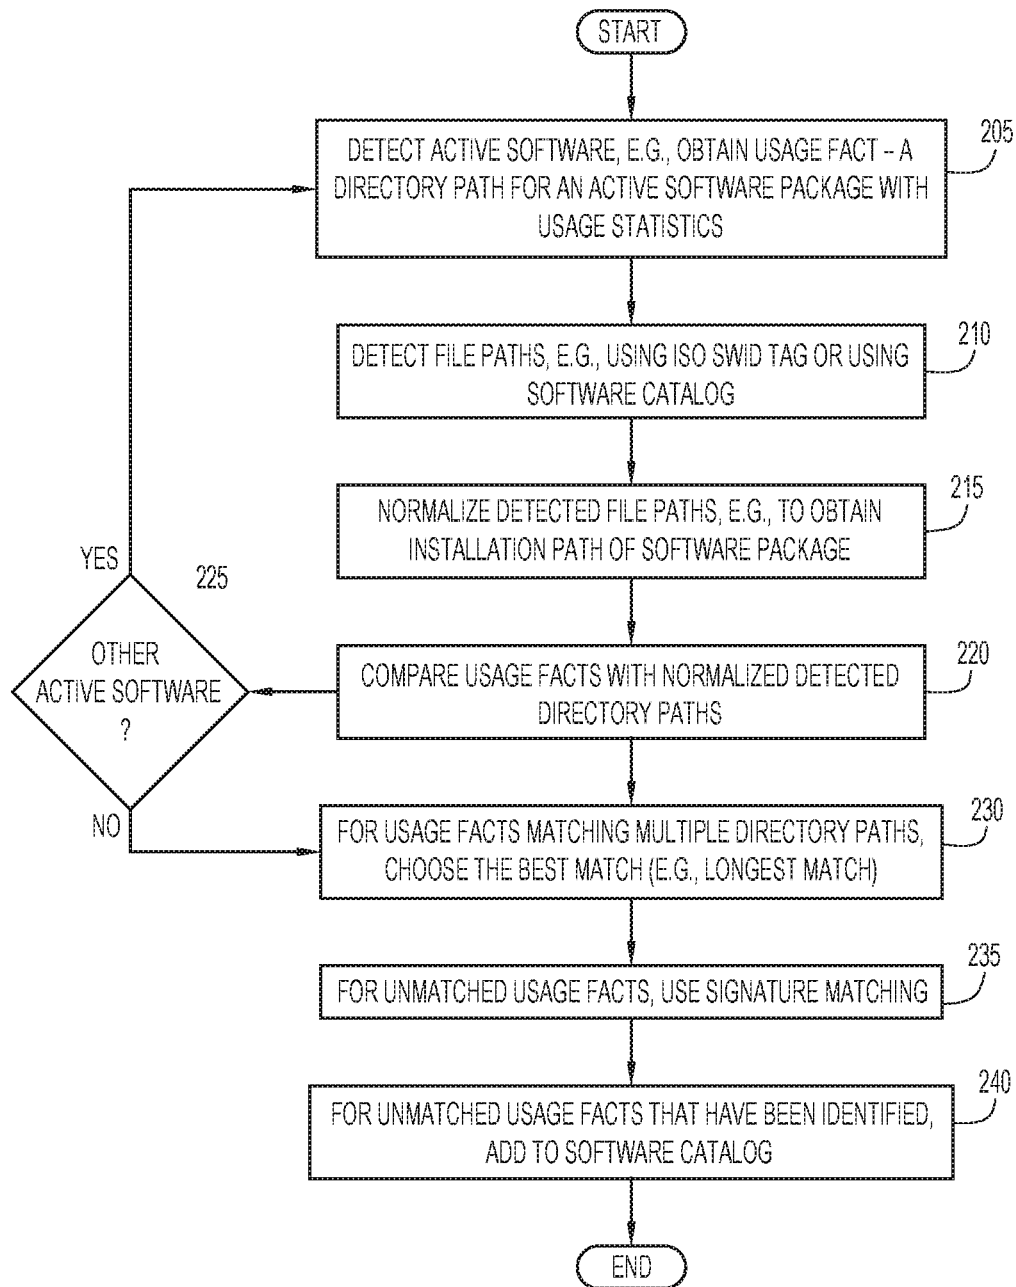 START
205
DETECT ACTIVE SOFTWARE, E.G., OBTAIN USAGE FACT – A
DIRECTORY PATH FOR AN ACTIVE SOFTWARE PACKAGE WITH
USAGE STATISTICS
210
DETECT FILE PATHS, E.G., USING ISO SWID TAG OR USING
SOFTWARE CATALOG
215
NORMALIZE DETECTED FILE PATHS, E.G., TO OBTAIN
INSTALLATION PATH OF SOFTWARE PACKAGE
220
COMPARE USAGE FACTS WITH NORMALIZED DETECTED
DIRECTORY PATHS
YES
225
OTHER
ACTIVE SOFTWARE
?
NO
230
FOR USAGE FACTS MATCHING MULTIPLE DIRECTORY PATHS,
CHOOSE THE BEST MATCH (E.G., LONGEST MATCH)
235
FOR UNMATCHED USAGE FACTS, USE SIGNATURE MATCHING
240
FOR UNMATCHED USAGE FACTS THAT HAVE BEEN IDENTIFIED,
ADD TO SOFTWARE CATALOG
END